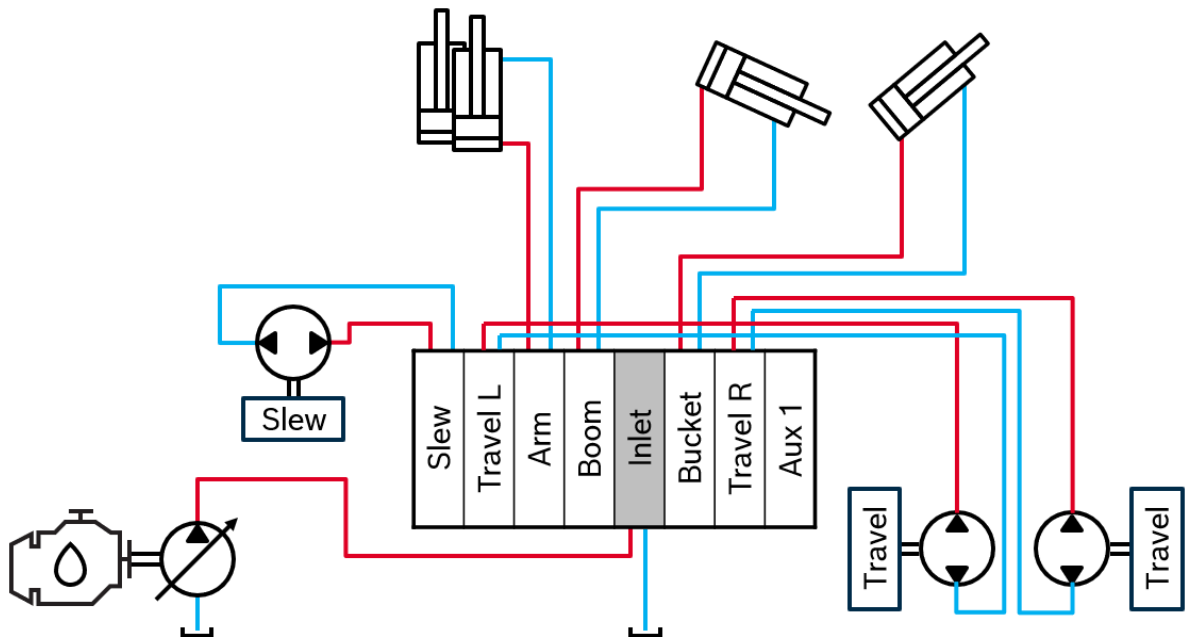 Slew
Travel L
Arm
Boom
Inlet
Bucket
Travel R
Aux 1
Slew
Travel
Travel